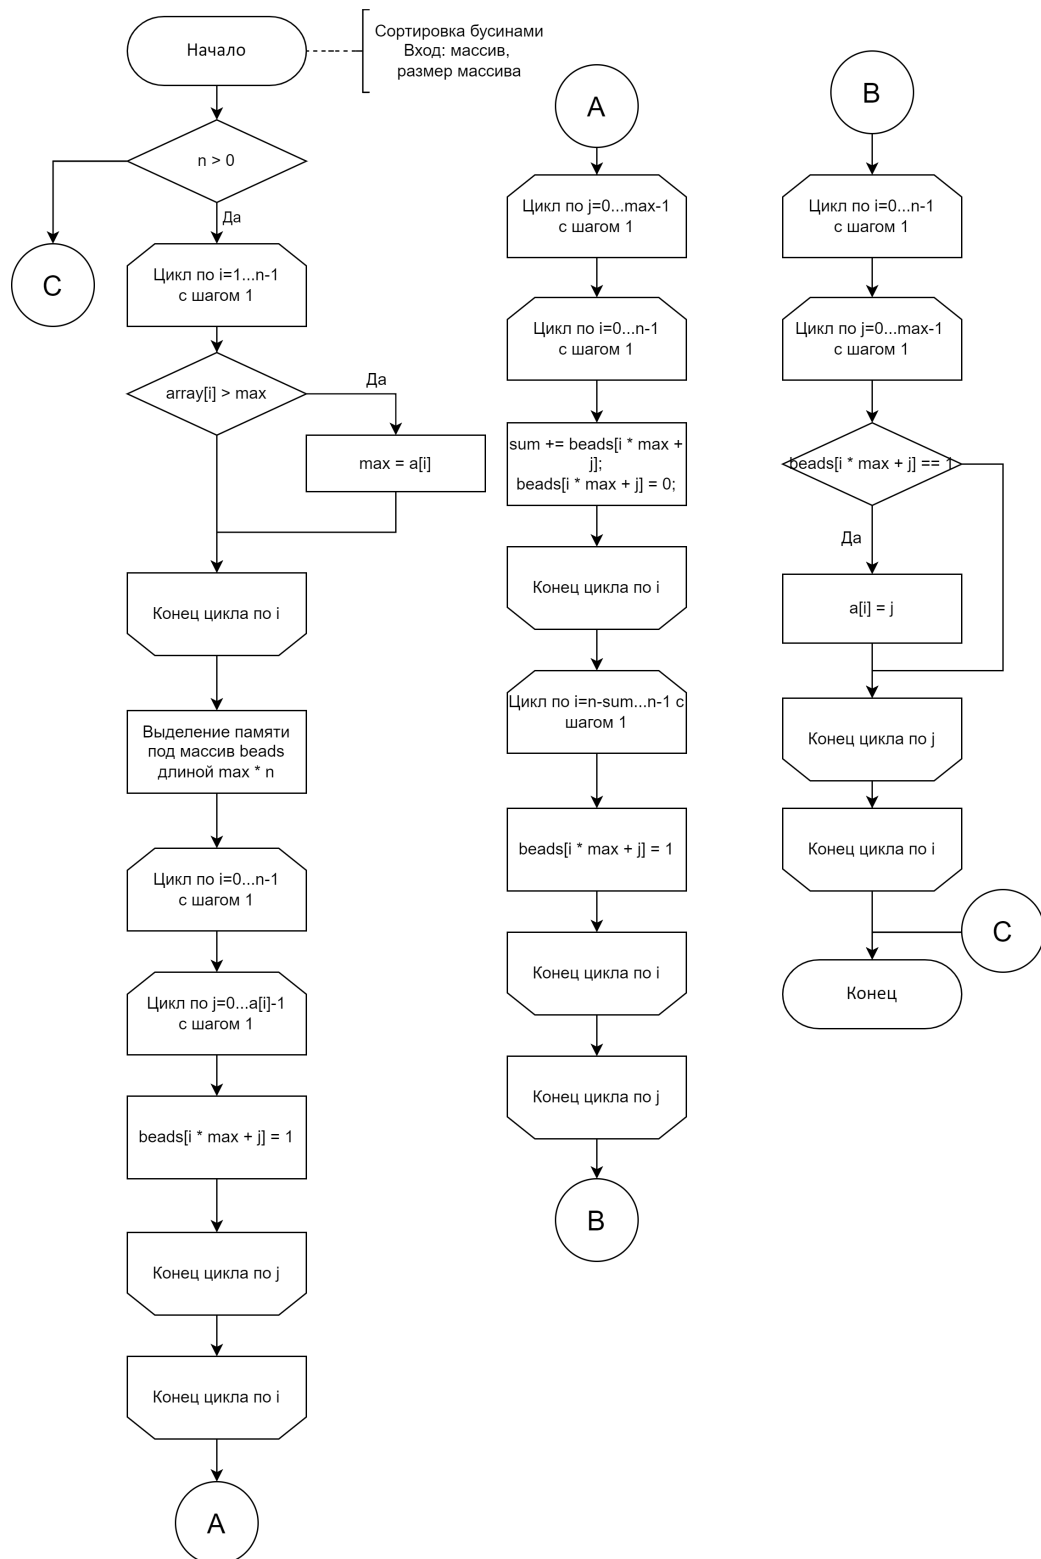 Начало
Сортировка бусинами
Вход: массив,
размер массива
n > 0
Да
C
Цикл по i=1...n-1
с шагом 1
array[i] > max
Да
max = a[i]
Конец цикла по i
Выделение памяти
под массив beads
длиной max * n
Цикл по i=0...n-1
с шагом 1
Цикл по j=0...a[i]-1
с шагом 1
beads[i * max + j] = 1
Конец цикла по j
Конец цикла по i
A
A
Цикл по j=0...max-1
с шагом 1
Цикл по i=0...n-1
с шагом 1
sum += beads[i * max +
j];
beads[i * max + j] = 0;
Конец цикла по i
Цикл по i=n-sum...n-1 с
шагом 1
beads[i * max + j] = 1
Конец цикла по i
Конец цикла по j
B
B
Цикл по i=0...n-1
с шагом 1
Цикл по j=0...max-1
с шагом 1
beads[i * max + j] == 1
Да
a[i] = j
Конец цикла по j
Конец цикла по i
C
Конец